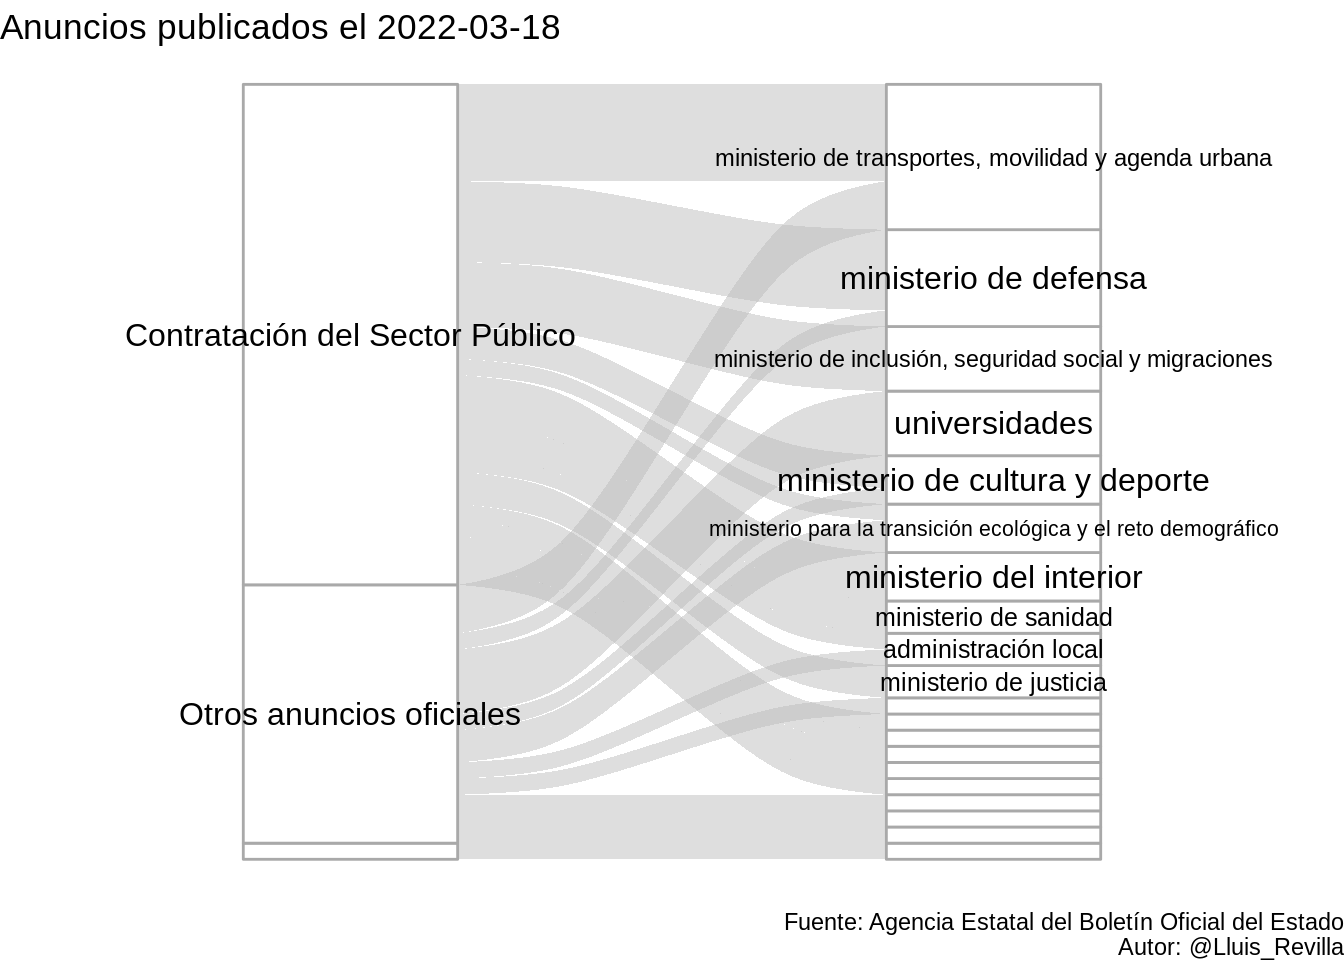 Anuncios publicados el 2022-03-18
ministerio de transportes, movilidad y agenda urbana
ministerio de defensa
Contratación del Sector Público
ministerio de inclusión, seguridad social y migraciones
universidades
ministerio de cultura y deporte
ministerio para la transición ecológica y el reto demográfico
ministerio del interior
ministerio de sanidad
administración local
ministerio de justicia
Otros anuncios oficiales
Fuente: Agencia Estatal del Boletín Oficial del Estado
Autor: @Lluis_Revilla